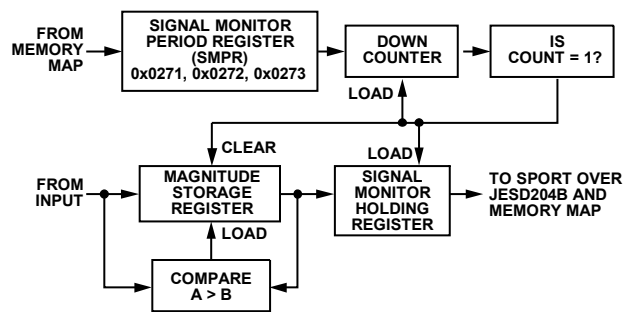 FROM
MEMORY
MAP
SIGNAL MONITOR
PERIOD REGISTER
(SMPR)
0x0271, 0x0272, 0x0273
DOWN
COUNTER
IS
COUNT = 1?
LOAD
CLEAR
LOAD
FROM
INPUT
MAGNITUDE
STORAGE
REGISTER
SIGNAL
MONITOR
HOLDING
REGISTER
TO SPORT OVER
JESD204B AND
MEMORY MAP
LOAD
COMPARE
A > B